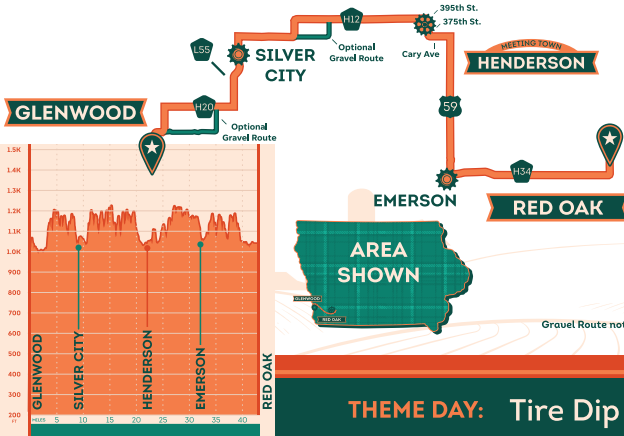 395th St.
375th St.
H12
L55
SILVER
CITY
Optional
Gravel Route
Cary Ave
MEETING TOWN
HENDERSON
GLENWOOD
H20
Optional
Gravel Route
59
H34
EMERSON
RED OAK
1.5K
1.4K
1.3K
1.2K
1.1K
1.0K
900
800
700
600
500
400
300
200
FT
GLENWOOD
SILVER CITY
HENDERSON
EMERSON
RED OAK
MILES 5 10 15 20 25 30 35 40
AREA
SHOWN
GLENWOOD
RED OAK
Gravel Route not
THEME DAY: Tire Dip